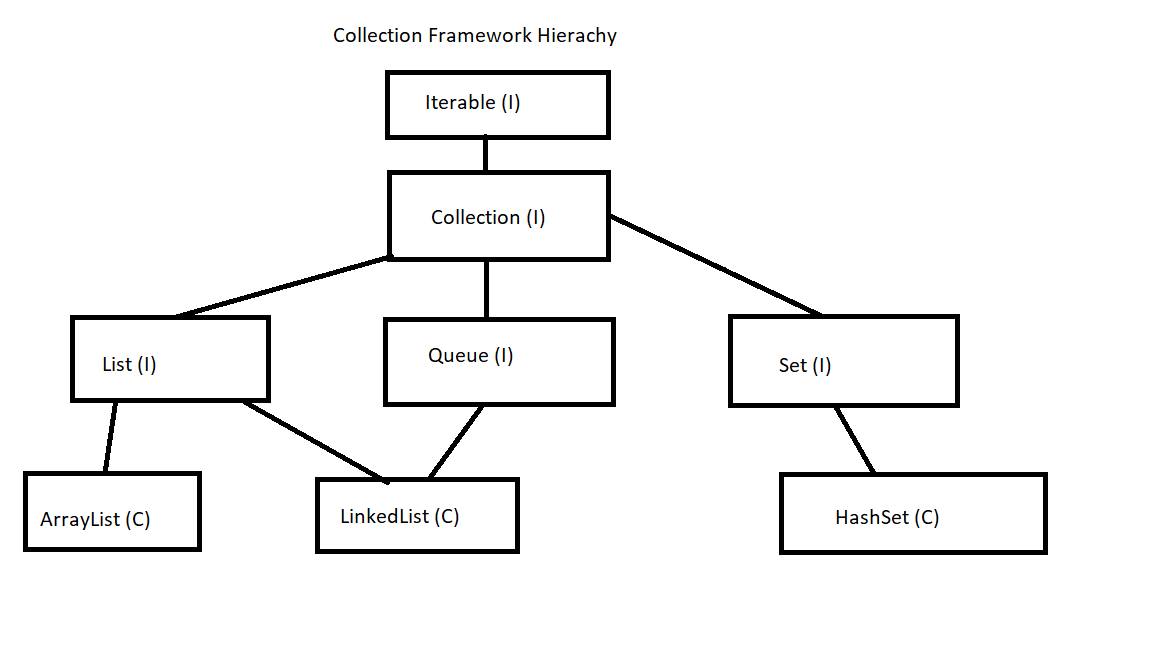 Collection Framework Hierachy
Iterable (I)
Collection (I)
List (I)
Queue (I)
Set (I)
ArrayList (C)
LinkedList (C)
HashSet (C)